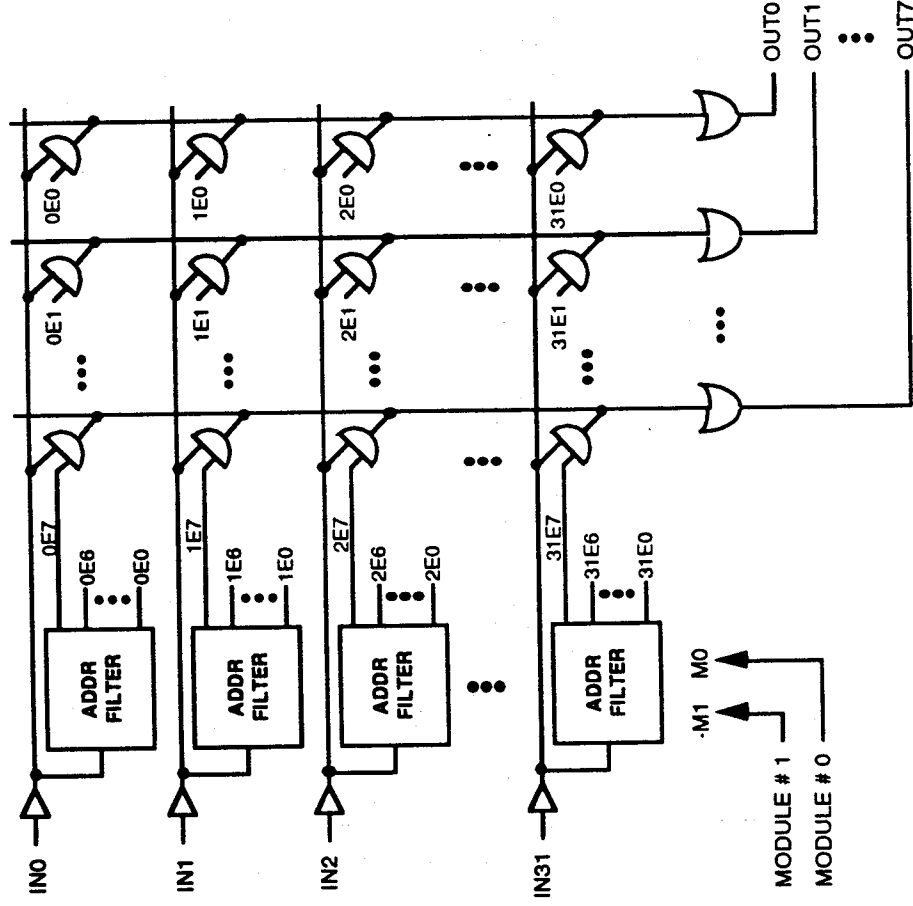 IN0
ADDR
FILTER
0E7
0E6
0E0
0E1
0E0
IN1
ADDR
FILTER
1E7
1E6
1E0
1E1
1E0
IN2
ADDR
FILTER
2E7
2E6
2E0
2E1
2E0
IN31
ADDR
FILTER
31E7
31E6
31E0
31E1
31E0
MODULE # 1
MODULE # 0
-M1
M0
OUT0
OUT1
OUT7